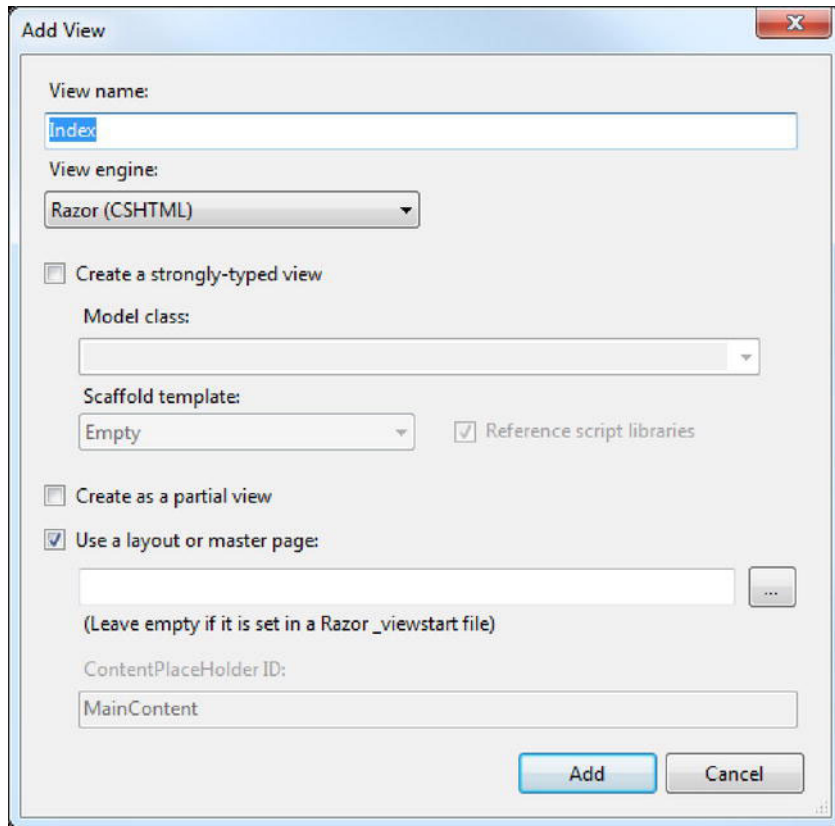 Add View
View name:
Index
View engine:
Razor (CSHTML)
Create a strongly-typed view
Model class:
Scaffold template:
Empty
Reference script libraries
Create as a partial view
Use a layout or master page:
...
(Leave empty if it is set in a Razor _viewstart file)
ContentPlaceHolder ID:
MainContent
Add
Cancel